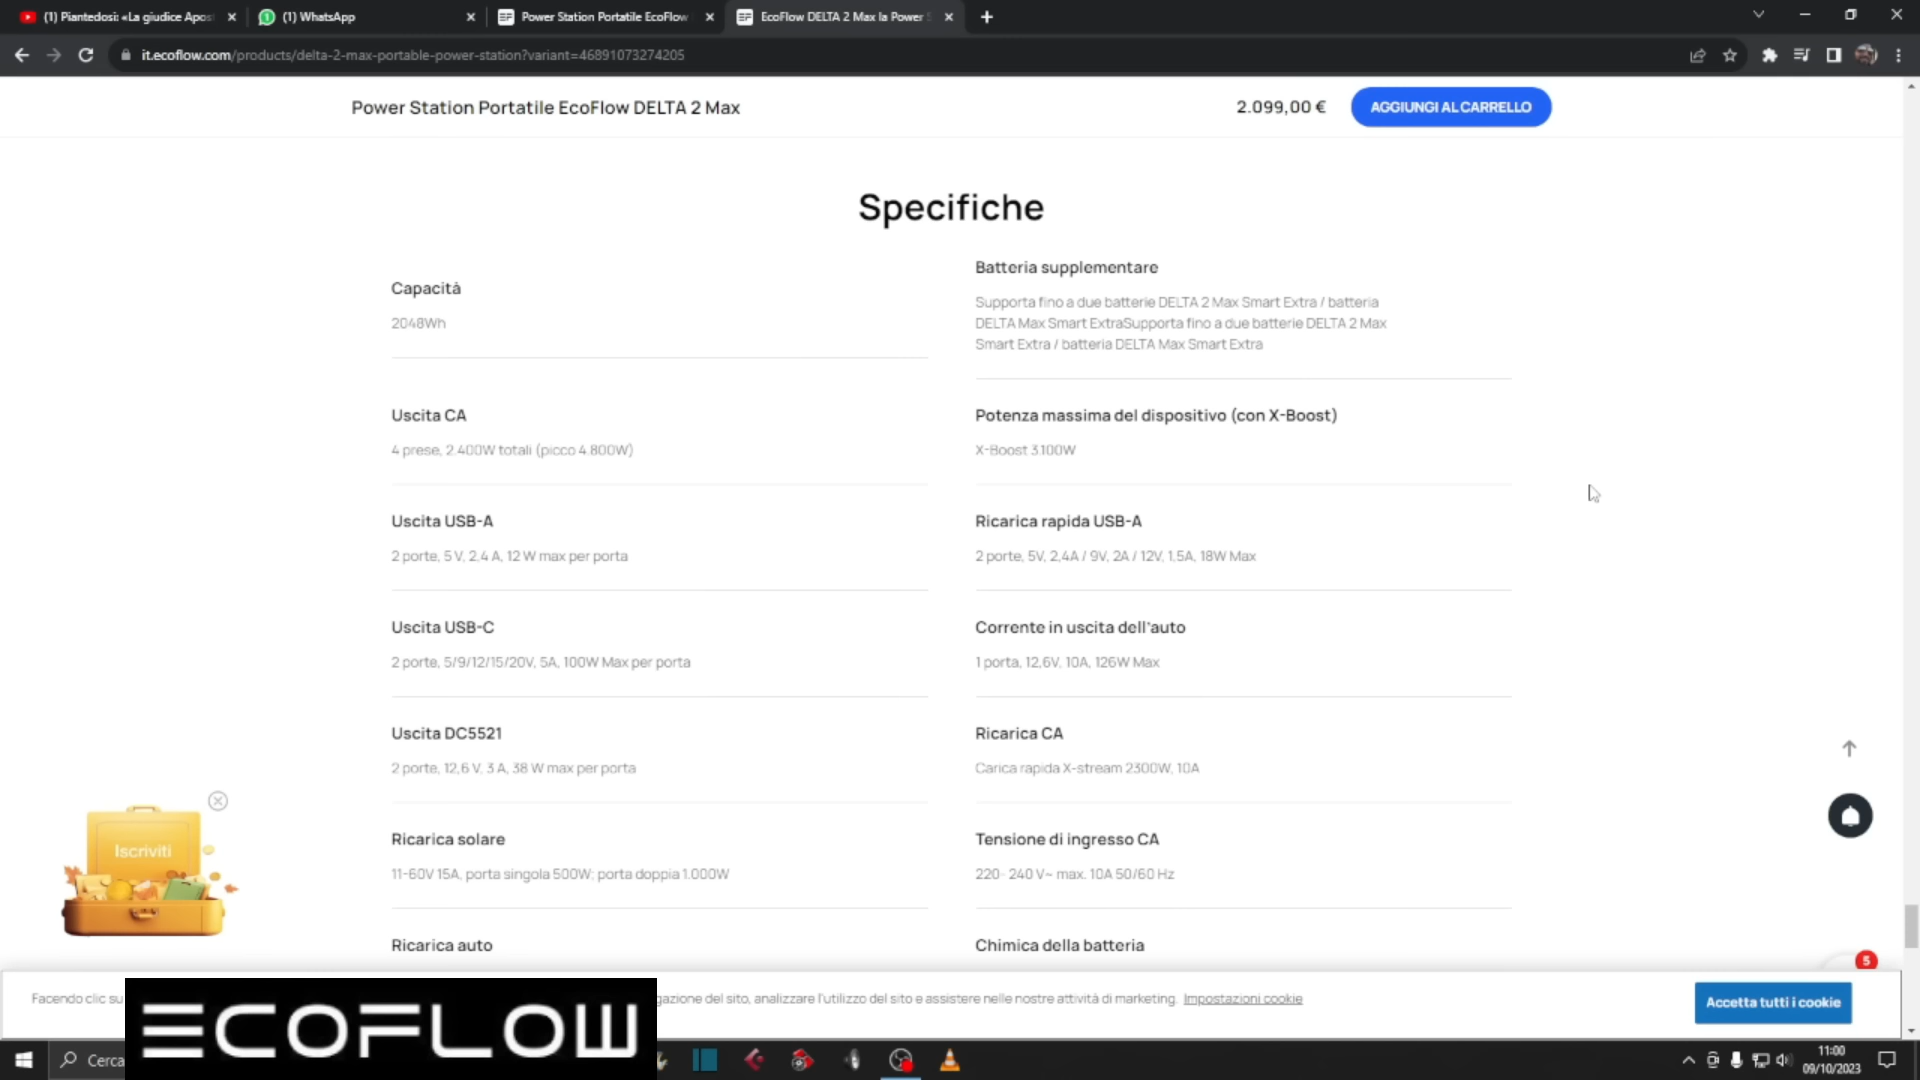 (1) Piantedosi: «La giudice Apos
(1) WhatsApp
Power Station Portatile EcoFlow
EcoFlow DELTA 2 Max la Power S
it.ecoflow.com/products/delta-2-max-portable-power-station?variant=46891073274205
Power Station Portatile EcoFlow DELTA 2 Max
2.099,00 €
AGGIUNGI AL CARRELLO
Specifiche
Capacità
2048Wh
Batteria supplementare
Supporta fino a due batterie DELTA 2 Max Smart Extra / batteria
DELTA Max Smart ExtraSupporta fino a due batterie DELTA 2 Max
Smart Extra / batteria DELTA Max Smart Extra
Uscita CA
4 prese, 2.400W totali (picco 4.800W)
Potenza massima del dispositivo (con X-Boost)
X-Boost 3.100W
Uscita USB-A
2 porte, 5 V, 2,4 A, 12 W max per porta
Ricarica rapida USB-A
2 porte, 5V, 2,4A / 9V, 2A / 12V, 1.5A, 18W Max
Uscita USB-C
2 porte, 5/9/12/15/20V, 5A, 100W Max per porta
Corrente in uscita dell'auto
1 porta, 12,6V, 10A, 126W Max
Uscita DC5521
2 porte, 12,6 V, 3 A, 38 W max per porta
Ricarica CA
Carica rapida X-stream 2300W, 10A
Ricarica solare
11-60V 15A, porta singola 500W; porta doppia 1.000W
Tensione di ingresso CA
220- 240 V~ max. 10A 50/60 Hz
Iscriviti
Ricarica auto
Chimica della batteria
5
Facendo clic su
gazione del sito, analizzare l'utilizzo del sito e assistere nelle nostre attività di marketing. Impostazioni cookie
Accetta tutti i cookie
ECOFLOW
Cerca
11:00
09/10/2023